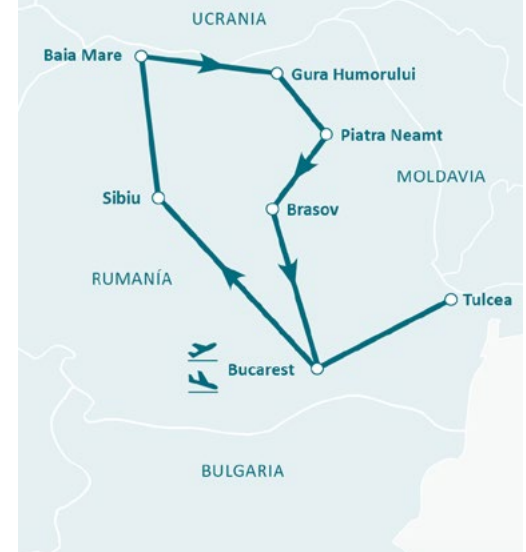 UCRANIA
Baia Mare
Gura Humorului
Piatra Neamt
MOLDAVIA
Sibiu
Brasov
RUMANÍA
Tulcea
Bucarest
BULGARIA